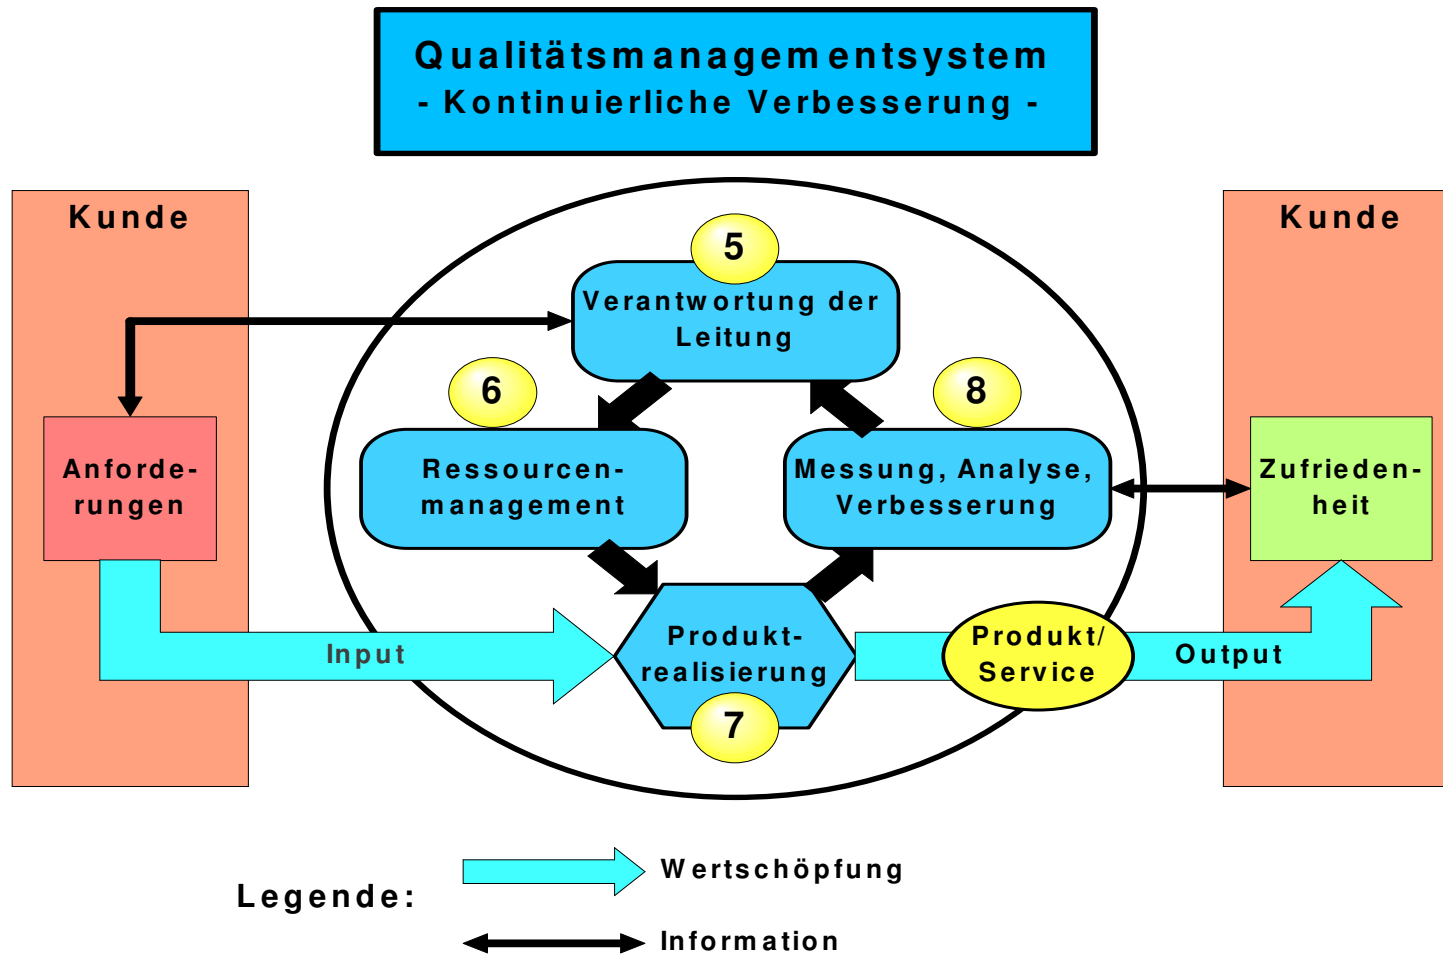 Qualitätsmanagementsystem
- Kontinuierliche Verbesserung -
Kunde
Kunde
5
Verantwortung der
Leitung
6
8
Anforde-
rungen
Ressourcen-
management
Messung, Analyse,
Verbesserung
Zufrieden-
heit
Input
Produkt-
realisierung
7
Produkt/
Service
Output
Legende:
Wertschöpfung
Information